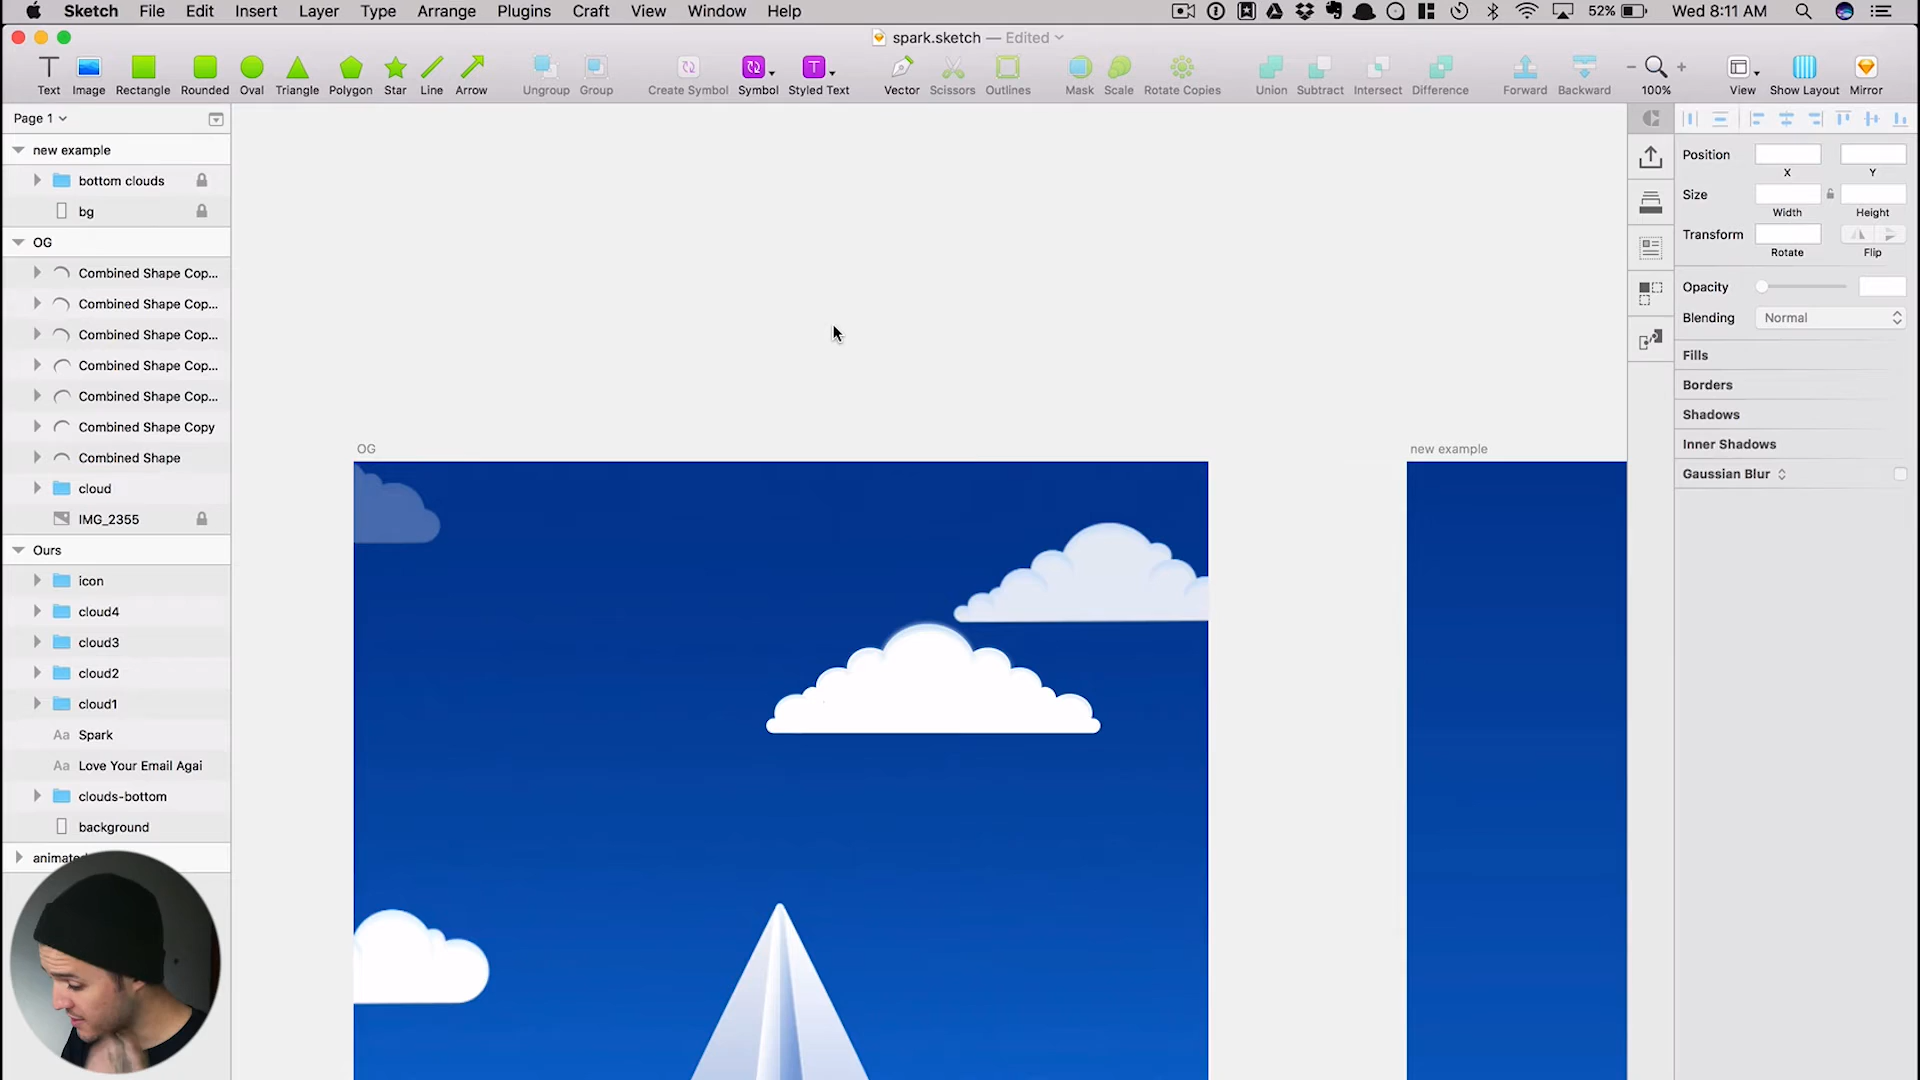 Sketch File Edit Insert Layer Type Arrange Plugins Craft View Window Help 52% Wed 8:11 AM
spark.sketch — Edited
Text Image Rectangle Rounded Oval Triangle Polygon Star Line Arrow Ungroup Group Create Symbol Symbol Styled Text Vector Scissors Outlines Mask Scale Rotate Copies Union Subtract Intersect Difference Forward Backward 100% View Show Layout Mirror
Page 1
new example
bottom clouds
bg
OG
Combined Shape Cop...
Combined Shape Cop...
Combined Shape Cop...
Combined Shape Cop...
Combined Shape Cop...
Combined Shape Copy
Combined Shape
cloud
IMG_2355
Ours
icon
cloud4
cloud3
cloud2
cloud1
Aa Spark
Aa Love Your Email Agai
clouds-bottom
background
OG
new example
Position
X Y
Size
Width Height
Transform
Rotate Flip
Opacity
Blending Normal
Fills
Borders
Shadows
Inner Shadows
Gaussian Blur